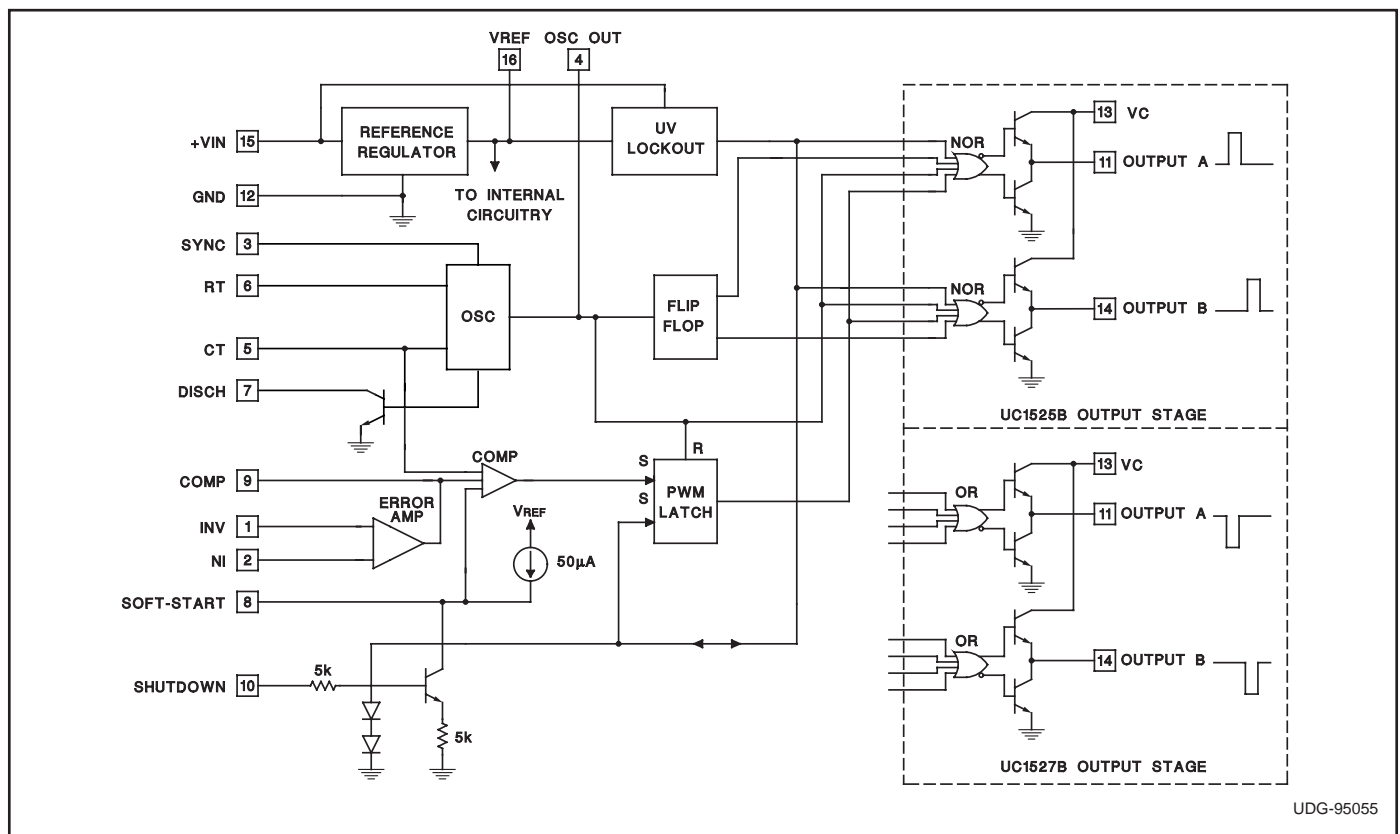 VREF OSC OUT
16 4
+VIN 15
REFERENCE
REGULATOR
UV
LOCKOUT
NOR
13 VC
11 OUTPUT A
GND 12
TO INTERNAL
CIRCUITRY
SYNC 3
RT 6
OSC
FLIP
FLOP
NOR
14 OUTPUT B
CT 5
DISCH 7
UC1525B OUTPUT STAGE
COMP
R
S
S
PWM
LATCH
COMP 9
ERROR
AMP
INV 1
NI 2
VREF
50µA
SOFT-START 8
OR
13 VC
11 OUTPUT A
5k
SHUTDOWN 10
5k
OR
14 OUTPUT B
UC1527B OUTPUT STAGE
UDG-95055